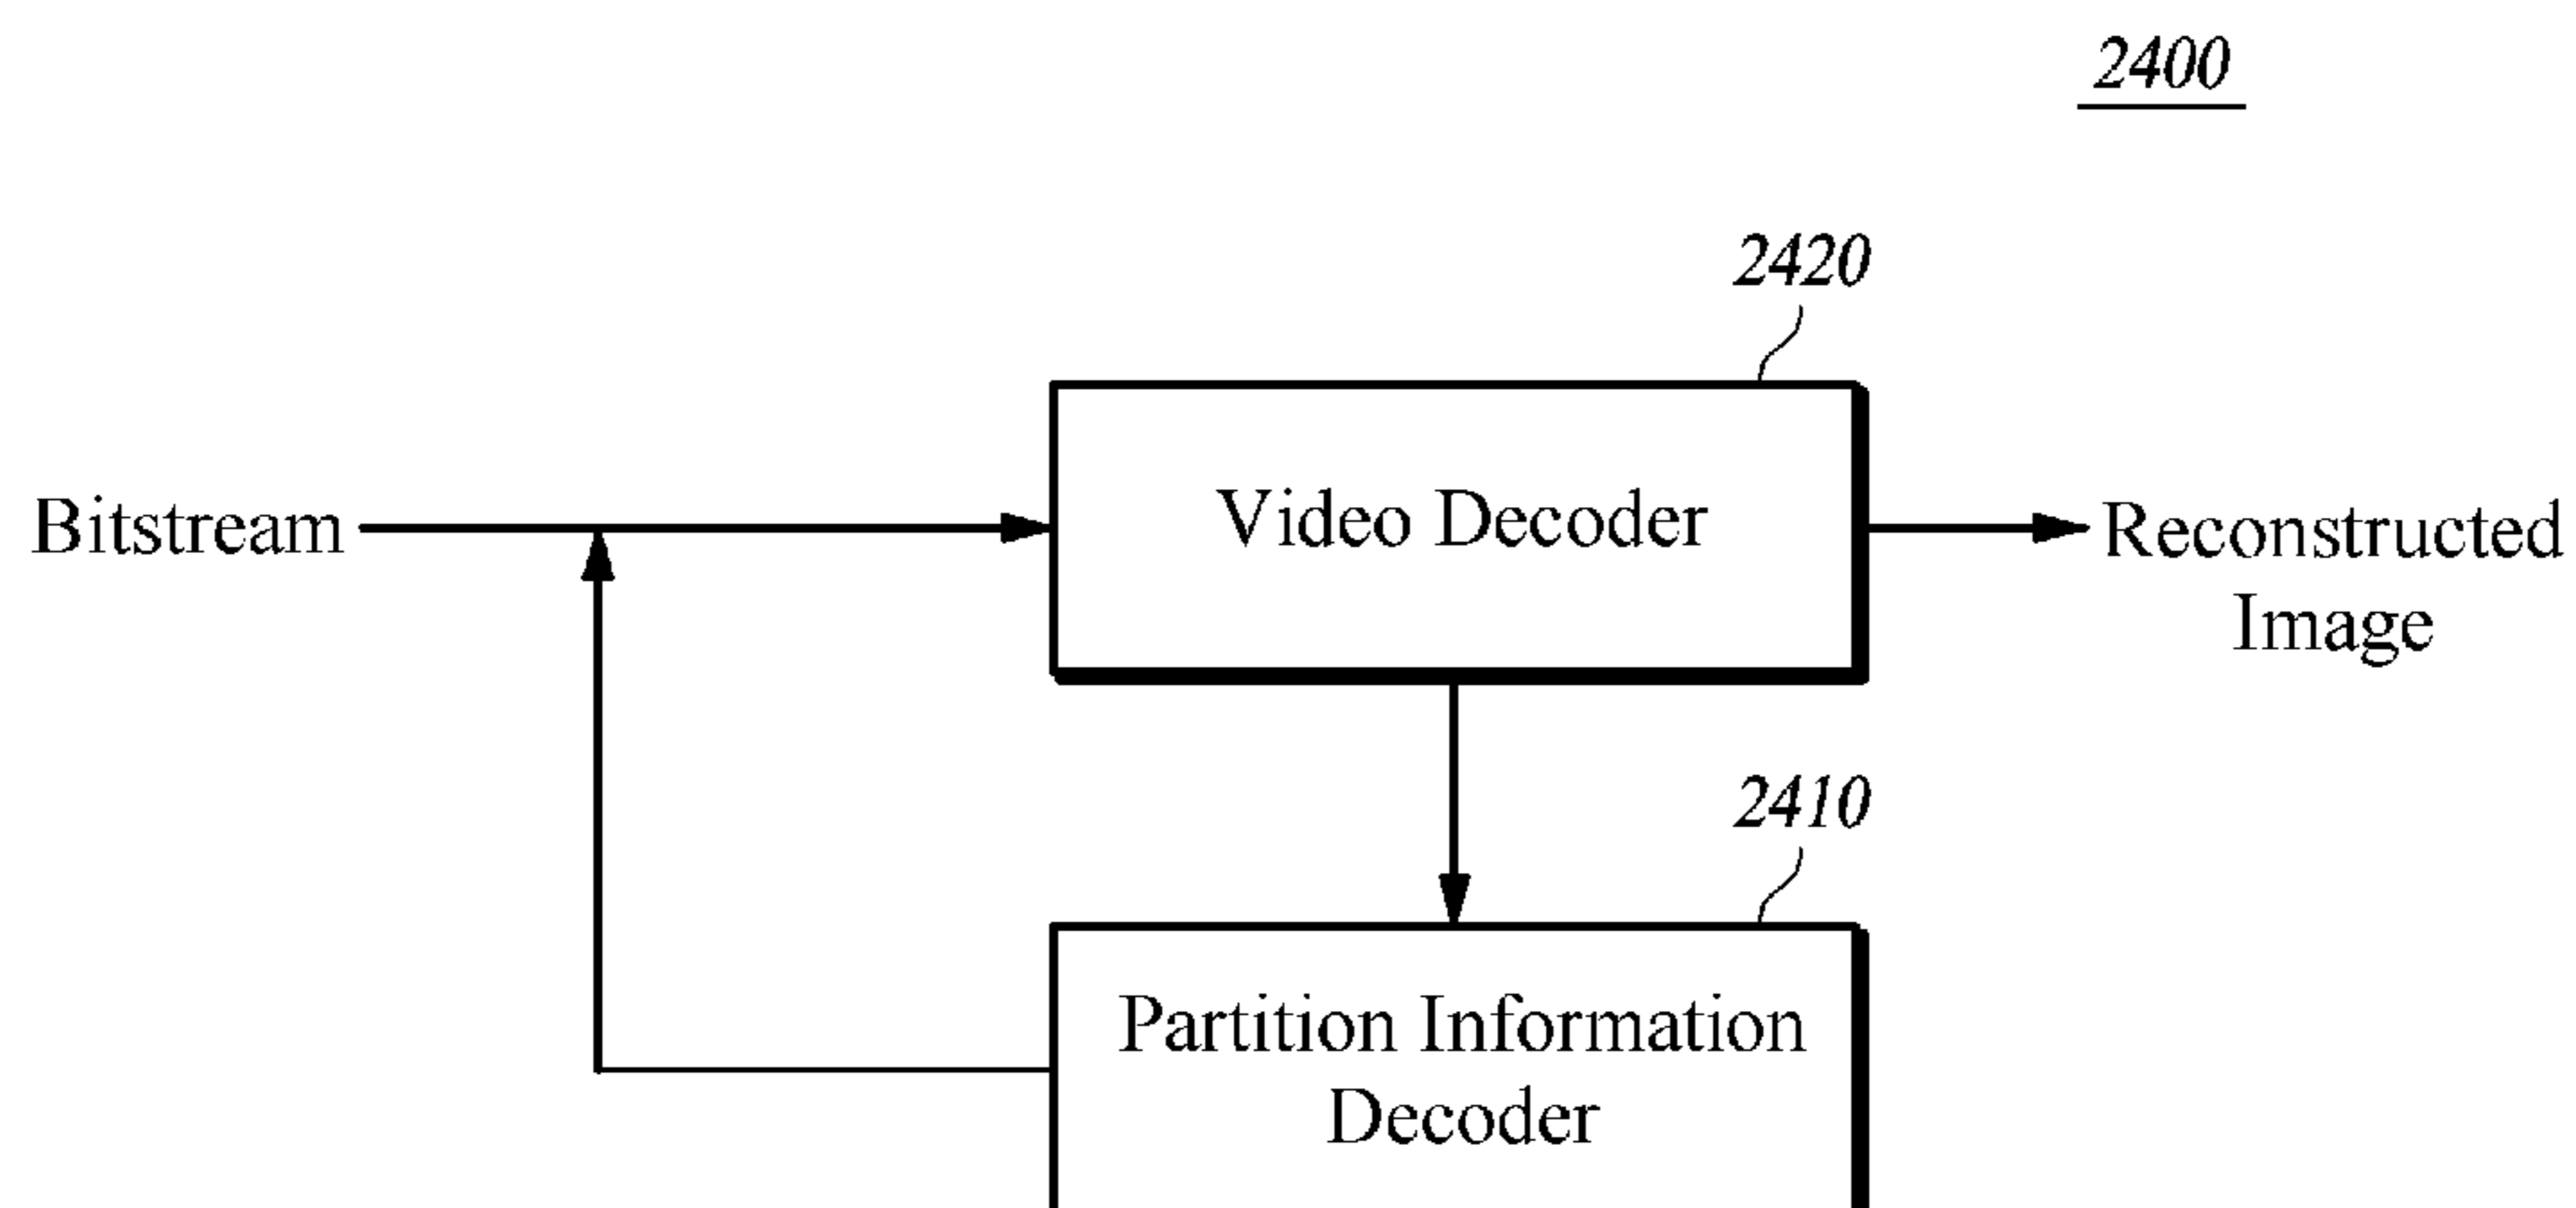 2400
2420
Bitstream
Video Decoder
Reconstructed
Image
2410
Partition Information
Decoder